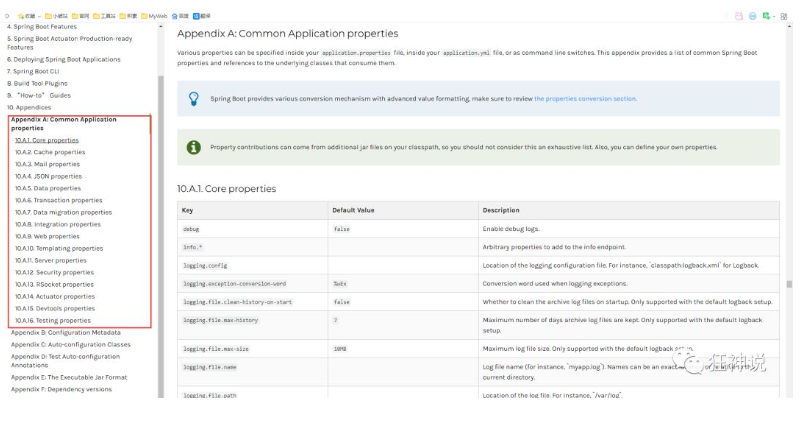 收藏
工具站
MyWeb
百度
翻译
4. Spring Boot Features
5. Spring Boot Actuator: Production-ready
Features
6. Deploying Spring Boot Applications
7. Spring Boot CLI
8. Build Tool Plugins
9. "How-to" Guides
10. Appendices
Appendix A: Common Application
properties
10.A.1. Core properties
10.A.2. Cache properties
10.A.3. Mail properties
10.A.4. JSON properties
10.A.5. Data properties
10.A.6. Transaction properties
10.A.7. Data migration properties
10.A.8. Integration properties
10.A.9. Web properties
10.A.10. Templating properties
10.A.11. Server properties
10.A.12. Security properties
10.A.13. RSocket properties
10.A.14. Actuator properties
10.A.15. Devtools properties
10.A.16. Testing properties
Appendix B: Configuration Metadata
Appendix C: Auto-configuration Classes
Appendix D: Test Auto-configuration
Annotations
Appendix E: The Executable Jar Format
Appendix F: Dependency versions
Appendix A: Common Application properties
Various properties can be specified inside your application.properties file, inside your application.yml file, or as command line switches. This appendix provides a list of common Spring Boot
properties and references to the underlying classes that consume them.
Spring Boot provides various conversion mechanism with advanced value formatting, make sure to review the properties conversion section.
Property contributions can come from additional jar files on your classpath, so you should not consider this an exhaustive list. Also, you can define your own properties.
10.A.1. Core properties
Key Default Value Description
debug false Enable debug logs.
info.* Arbitrary properties to add to the info endpoint.
logging.config Location of the logging configuration file. For instance, `classpath:logback.xml` for Logback.
logging.exception-conversion-word %wEx Conversion word used when logging exceptions.
logging.file.clean-history-on-start false Whether to clean the archive log files on startup. Only supported with the default logback setup.
logging.file.max-history 7 Maximum number of days archive log files are kept. Only supported with the default logback
setup.
logging.file.max-size 10MB Maximum log file size. Only supported with the default logback setup.
logging.file.name Log file name (for instance, `myapp.log`). Names can be an exact
current directory.
logging.file.path Location of the log file. For instance, `/var/log`.
狂神说